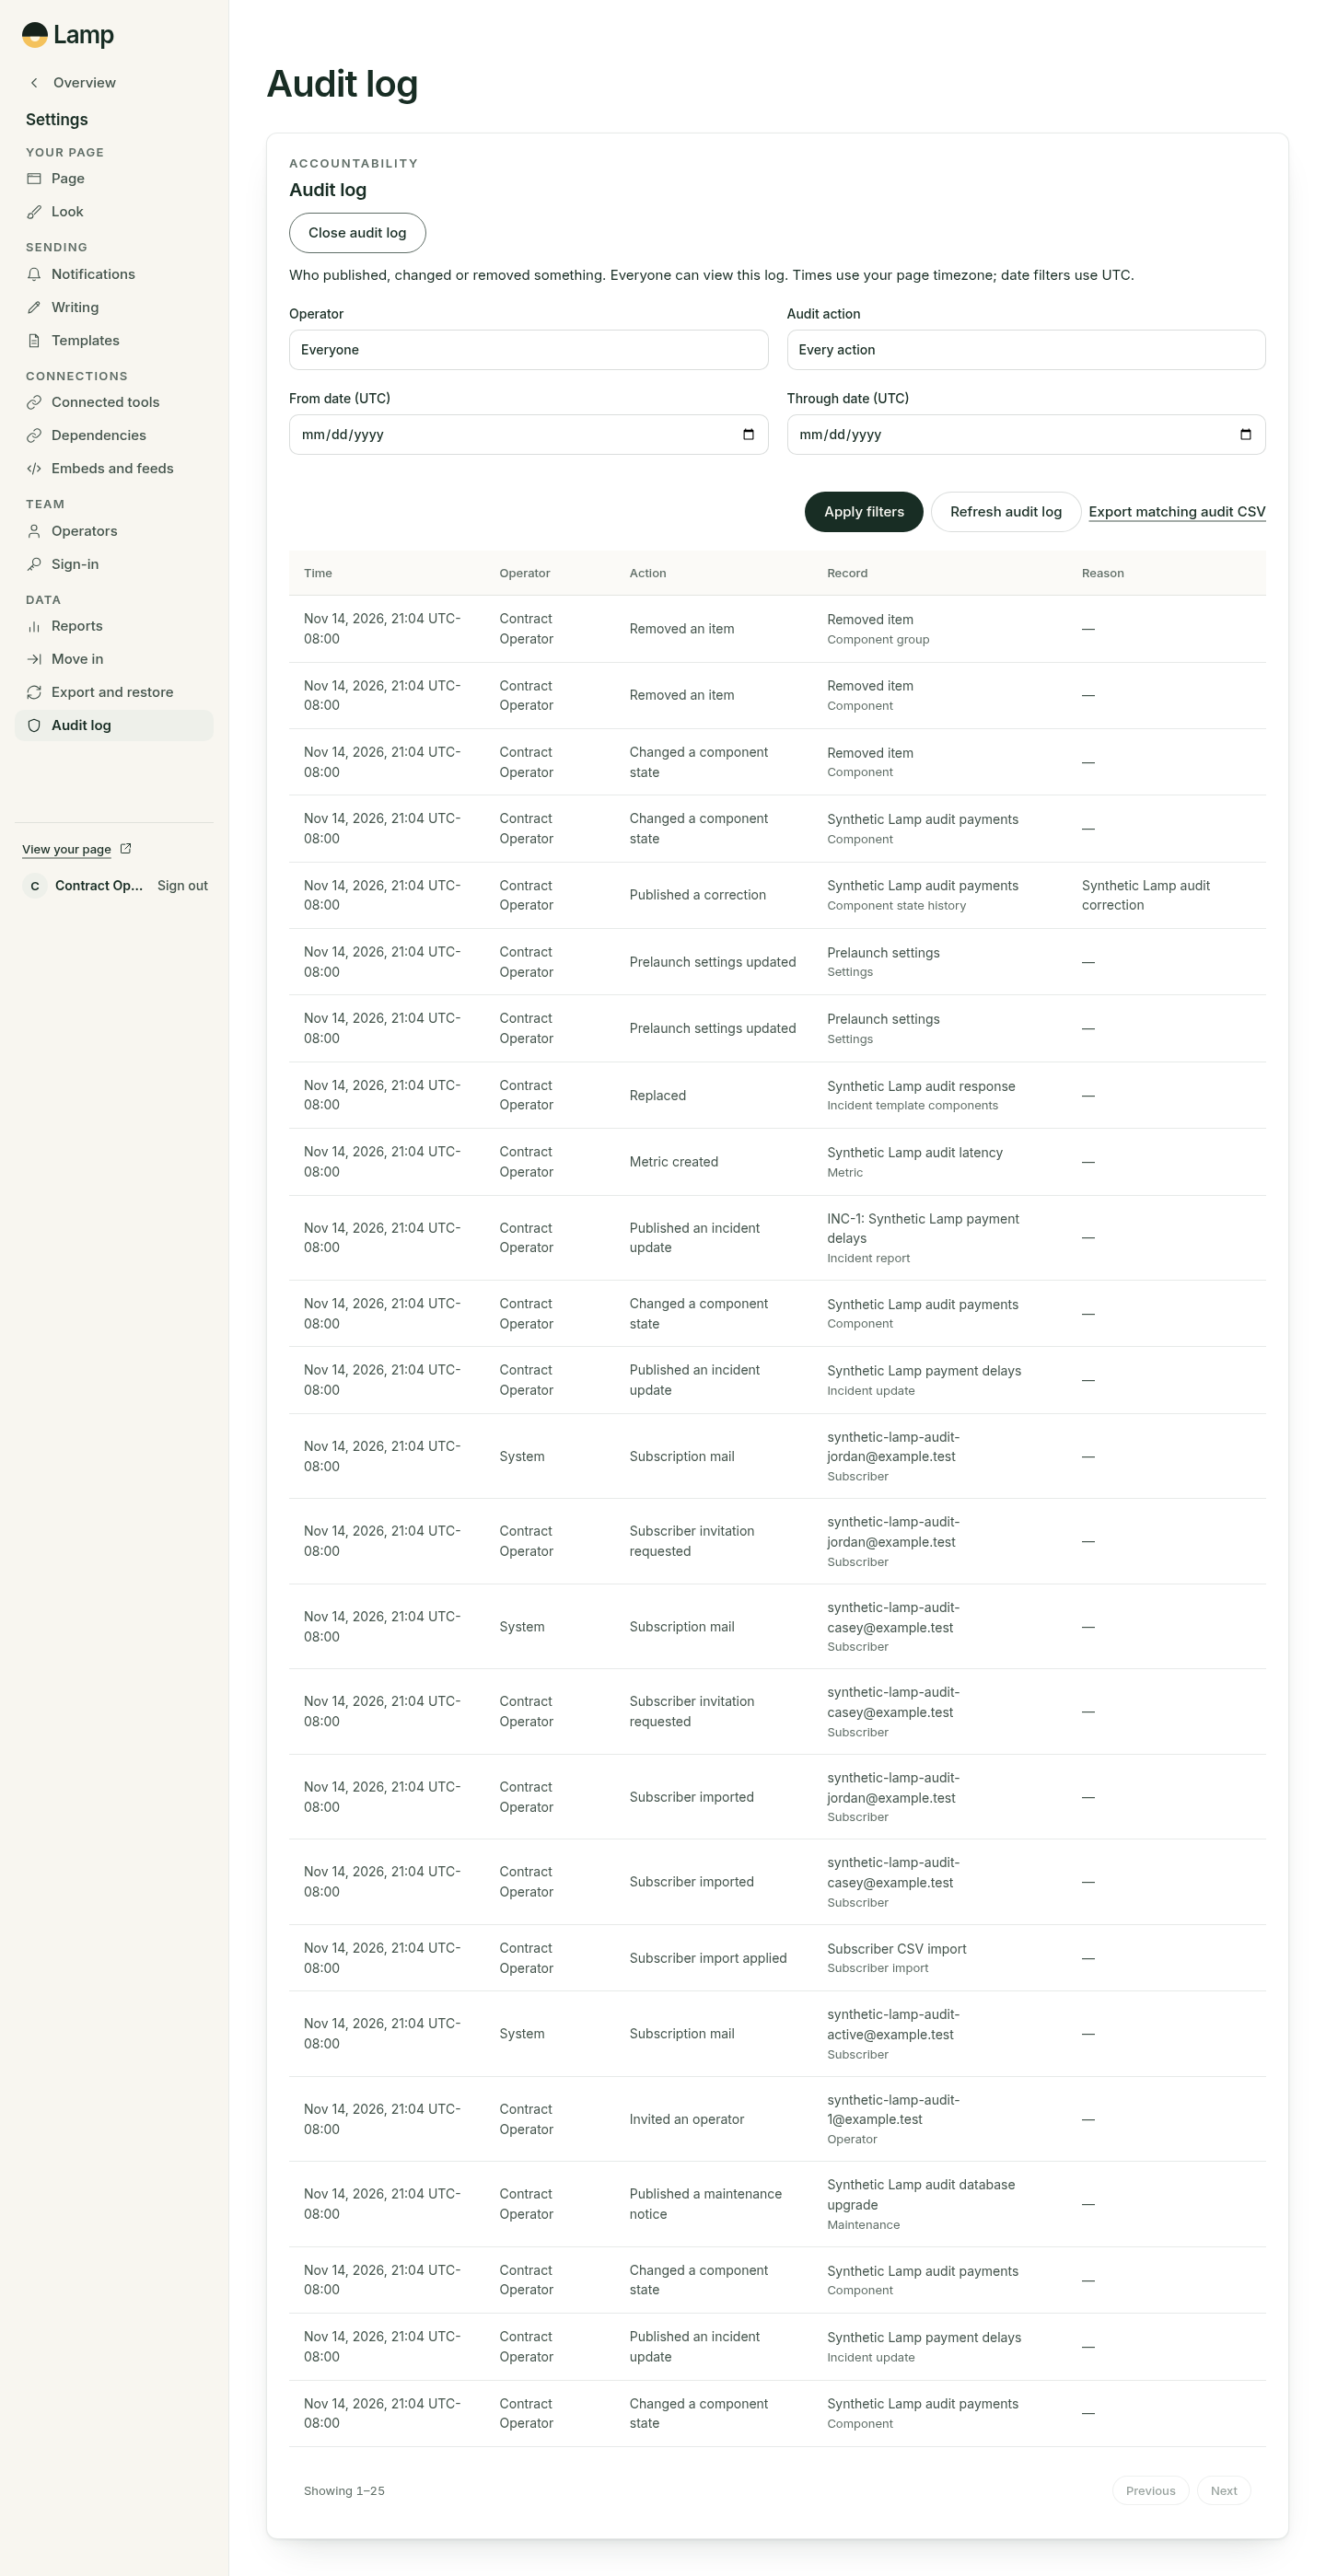 Lamp
Overview
Settings
YOUR PAGE
Page
Look
SENDING
Notifications
Writing
Templates
CONNECTIONS
Connected tools
Dependencies
Embeds and feeds
TEAM
Operators
Sign-in
DATA
Reports
Move in
Export and restore
Audit log
View your page
C Contract Op... Sign out
Audit log
ACCOUNTABILITY
Audit log
Close audit log
Who published, changed or removed something. Everyone can view this log. Times use your page timezone; date filters use UTC.
Operator Audit action
Everyone Every action
From date (UTC) Through date (UTC)
mm/dd/yyyy mm/dd/yyyy
Apply filters Refresh audit log Export matching audit CSV
Time Operator Action Record Reason
Nov 14, 2026, 21:04 UTC- Contract Removed an item Removed item —
08:00 Operator Component group
Nov 14, 2026, 21:04 UTC- Contract Removed an item Removed item —
08:00 Operator Component
Nov 14, 2026, 21:04 UTC- Contract Changed a component Removed item —
08:00 Operator state Component
Nov 14, 2026, 21:04 UTC- Contract Changed a component Synthetic Lamp audit payments —
08:00 Operator state Component
Nov 14, 2026, 21:04 UTC- Contract Published a correction Synthetic Lamp audit payments Synthetic Lamp audit
08:00 Operator Component state history correction
Nov 14, 2026, 21:04 UTC- Contract Prelaunch settings updated Prelaunch settings —
08:00 Operator Settings
Nov 14, 2026, 21:04 UTC- Contract Prelaunch settings updated Prelaunch settings —
08:00 Operator Settings
Nov 14, 2026, 21:04 UTC- Contract Replaced Synthetic Lamp audit response —
08:00 Operator Incident template components
Nov 14, 2026, 21:04 UTC- Contract Metric created Synthetic Lamp audit latency —
08:00 Operator Metric
Nov 14, 2026, 21:04 UTC- Contract Published an incident INC-1: Synthetic Lamp payment —
08:00 Operator update delays
Incident report
Nov 14, 2026, 21:04 UTC- Contract Changed a component Synthetic Lamp audit payments —
08:00 Operator state Component
Nov 14, 2026, 21:04 UTC- Contract Published an incident Synthetic Lamp payment delays —
08:00 Operator update Incident update
Nov 14, 2026, 21:04 UTC- System Subscription mail synthetic-lamp-audit- —
08:00 jordan@example.test
Subscriber
Nov 14, 2026, 21:04 UTC- Contract Subscriber invitation synthetic-lamp-audit- —
08:00 Operator requested jordan@example.test
Subscriber
Nov 14, 2026, 21:04 UTC- System Subscription mail synthetic-lamp-audit- —
08:00 casey@example.test
Subscriber
Nov 14, 2026, 21:04 UTC- Contract Subscriber invitation synthetic-lamp-audit- —
08:00 Operator requested casey@example.test
Subscriber
Nov 14, 2026, 21:04 UTC- Contract Subscriber imported synthetic-lamp-audit- —
08:00 Operator jordan@example.test
Subscriber
Nov 14, 2026, 21:04 UTC- Contract Subscriber imported synthetic-lamp-audit- —
08:00 Operator casey@example.test
Subscriber
Nov 14, 2026, 21:04 UTC- Contract Subscriber import applied Subscriber CSV import —
08:00 Operator Subscriber import
Nov 14, 2026, 21:04 UTC- System Subscription mail synthetic-lamp-audit- —
08:00 active@example.test
Subscriber
Nov 14, 2026, 21:04 UTC- Contract Invited an operator synthetic-lamp-audit- —
08:00 Operator 1@example.test
Operator
Nov 14, 2026, 21:04 UTC- Contract Published a maintenance Synthetic Lamp audit database —
08:00 Operator notice upgrade
Maintenance
Nov 14, 2026, 21:04 UTC- Contract Changed a component Synthetic Lamp audit payments —
08:00 Operator state Component
Nov 14, 2026, 21:04 UTC- Contract Published an incident Synthetic Lamp payment delays —
08:00 Operator update Incident update
Nov 14, 2026, 21:04 UTC- Contract Changed a component Synthetic Lamp audit payments —
08:00 Operator state Component
Showing 1–25 Previous Next